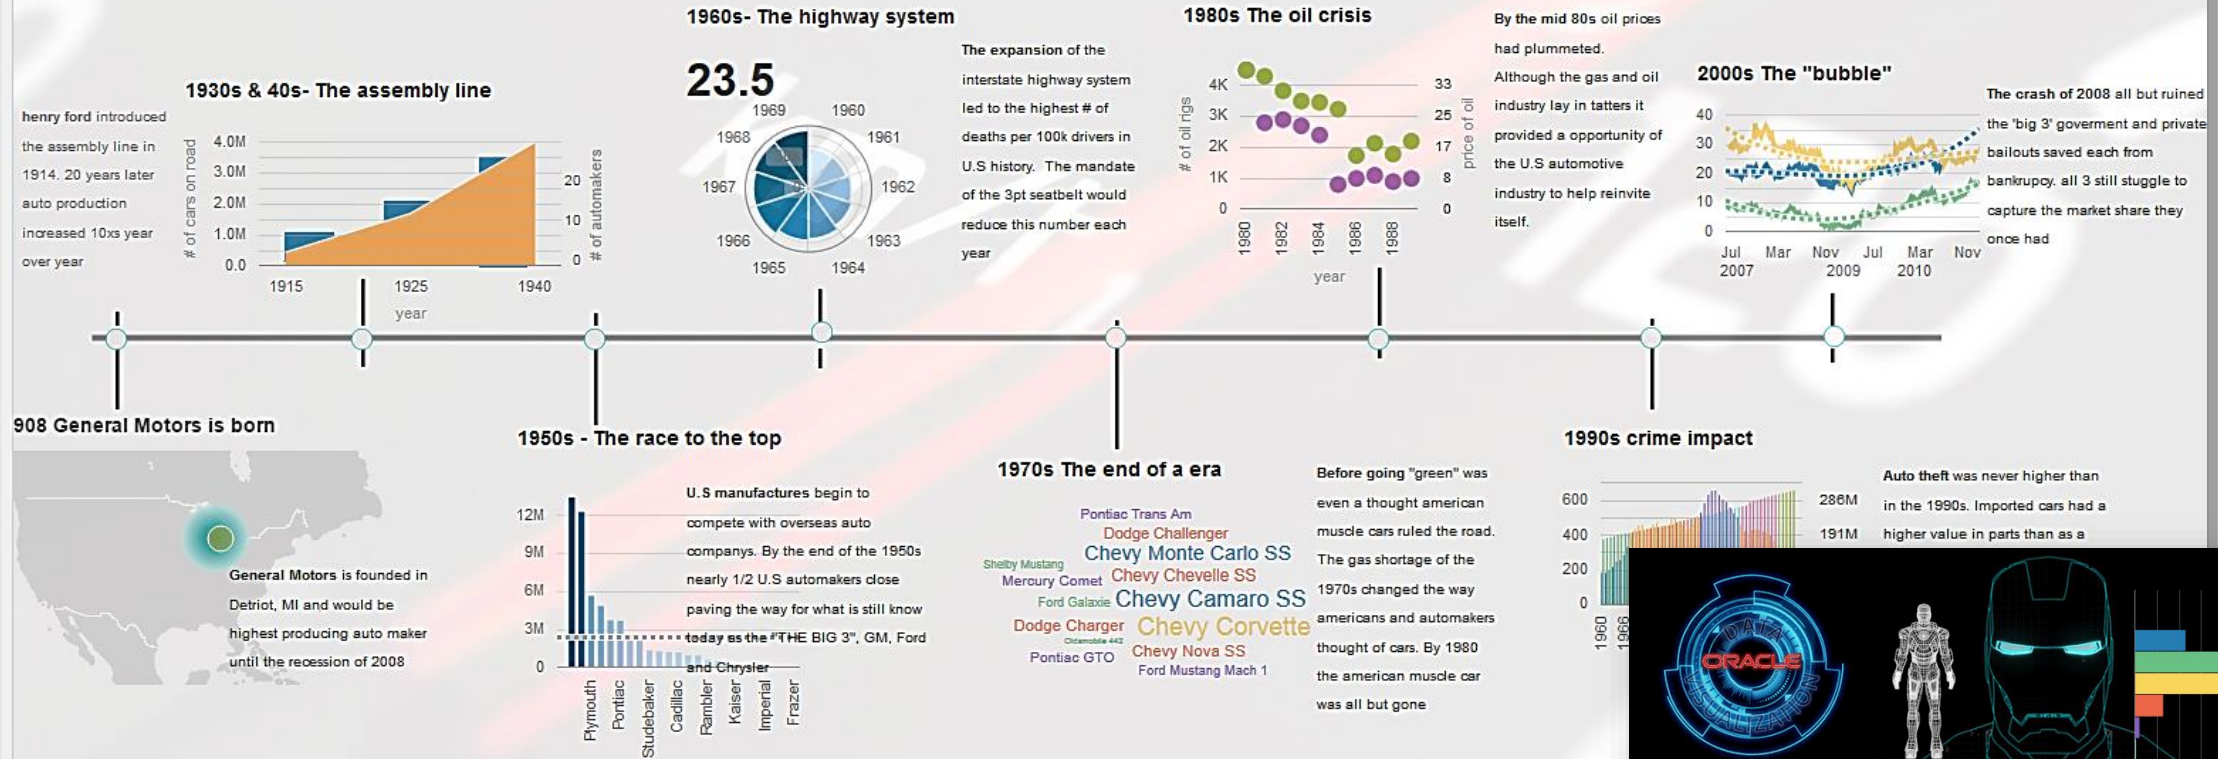 1930s & 40s- The assembly line
henry ford introduced
the assembly line in
1914. 20 years later
auto production
increased 10xs year
over year
# of cars on road
4.0M
3.0M
2.0M
1.0M
0.0
20
10
0
# of automakers
1915 1925 1940
year
1960s- The highway system
23.5
1969 1960
1968 1961
1967 1962
1966 1963
1965 1964
The expansion of the
interstate highway system
led to the highest # of
deaths per 100k drivers in
U.S history. The mandate
of the 3pt seatbelt would
reduce this number each
year
1980s The oil crisis
# of oil rigs
4K
3K
2K
1K
0
33
25
17
8
0
price of oil
1980 1982 1984 1986 1988
year
By the mid 80s oil prices
had plummeted.
Although the gas and oil
industry lay in tatters it
provided a opportunity of
the U.S automotive
industry to help reinvite
itself.
2000s The "bubble"
40
30
20
10
0
Jul Mar Nov Jul Mar Nov
2007 2009 2010
The crash of 2008 all but ruined
the 'big 3' goverment and private
bailouts saved each from
bankrupcy. all 3 still stuggle to
capture the market share they
once had
908 General Motors is born
General Motors is founded in
Detriot, MI and would be
highest producing auto maker
until the recession of 2008
1950s - The race to the top
12M
9M
6M
3M
0
Plymouth
Pontiac
Studebaker
Cadillac
Rambler
Kaiser
Imperial
Frazer
U.S manufactures begin to
compete with overseas auto
companys. By the end of the 1950s
nearly 1/2 U.S automakers close
paving the way for what is still know
today as the "THE BIG 3", GM, Ford
and Chrysler
1970s The end of a era
Pontiac Trans Am
Dodge Challenger
Chevy Monte Carlo SS
Shelby Mustang
Mercury Comet Chevy Chevelle SS
Ford Galaxie Chevy Camaro SS
Dodge Charger Chevy Corvette
Oldsmobile 442
Pontiac GTO Chevy Nova SS
Ford Mustang Mach 1
Before going "green" was
even a thought american
muscle cars ruled the road.
The gas shortage of the
1970s changed the way
americans and automakers
thought of cars. By 1980
the american muscle car
was all but gone
1990s crime impact
600
400
200
0
286M
191M
1960
1966
Auto theft was never higher than
in the 1990s. Imported cars had a
higher value in parts than as a
DATA
ORACLE
VISUALIZATION